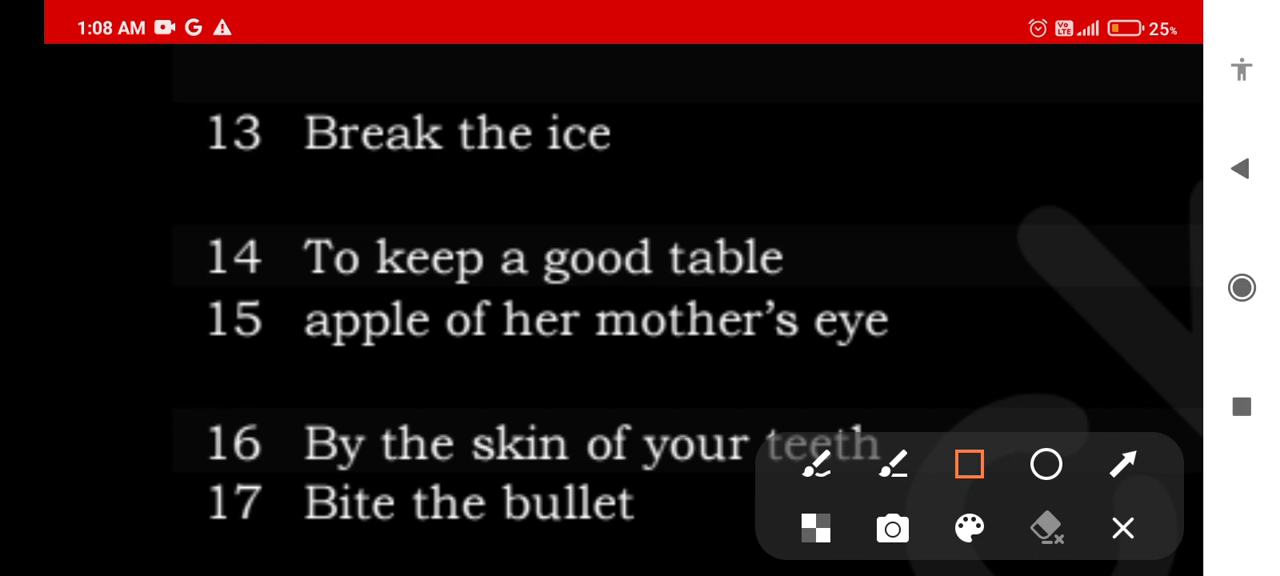 1:08 AM G 25%
13 Break the ice
14 To keep a good table
15 apple of her mother's eye
16 By the skin of your teeth
17 Bite the bullet